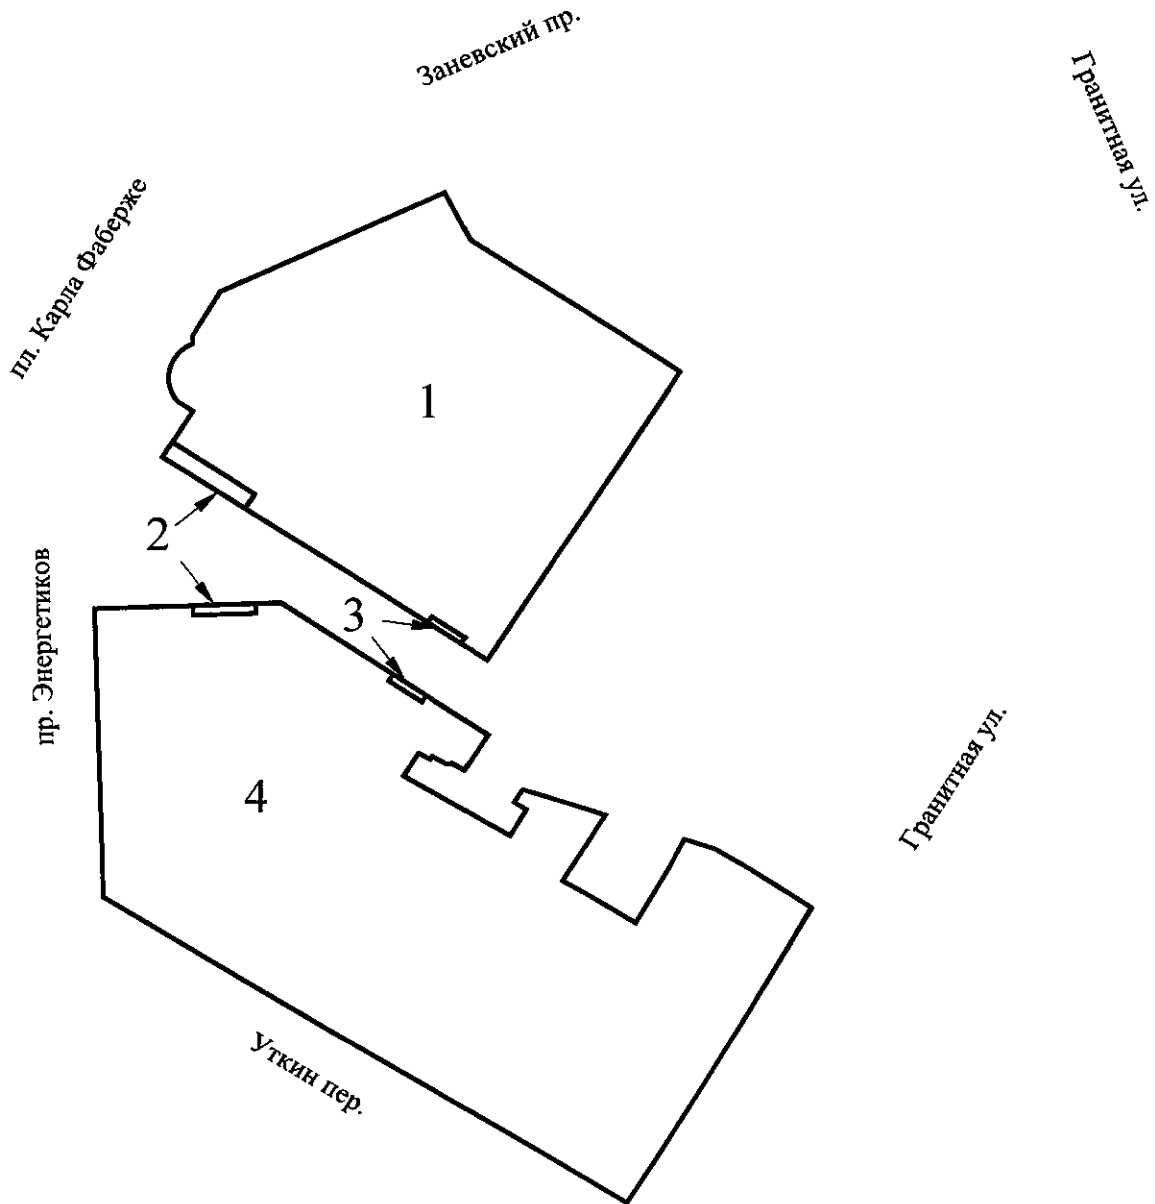 Заневский пр.
Гранитная ул.
пл. Карла Фаберже
1
2
пр. Энергетиков
3
4
Гранитная ул.
Уткин пер.